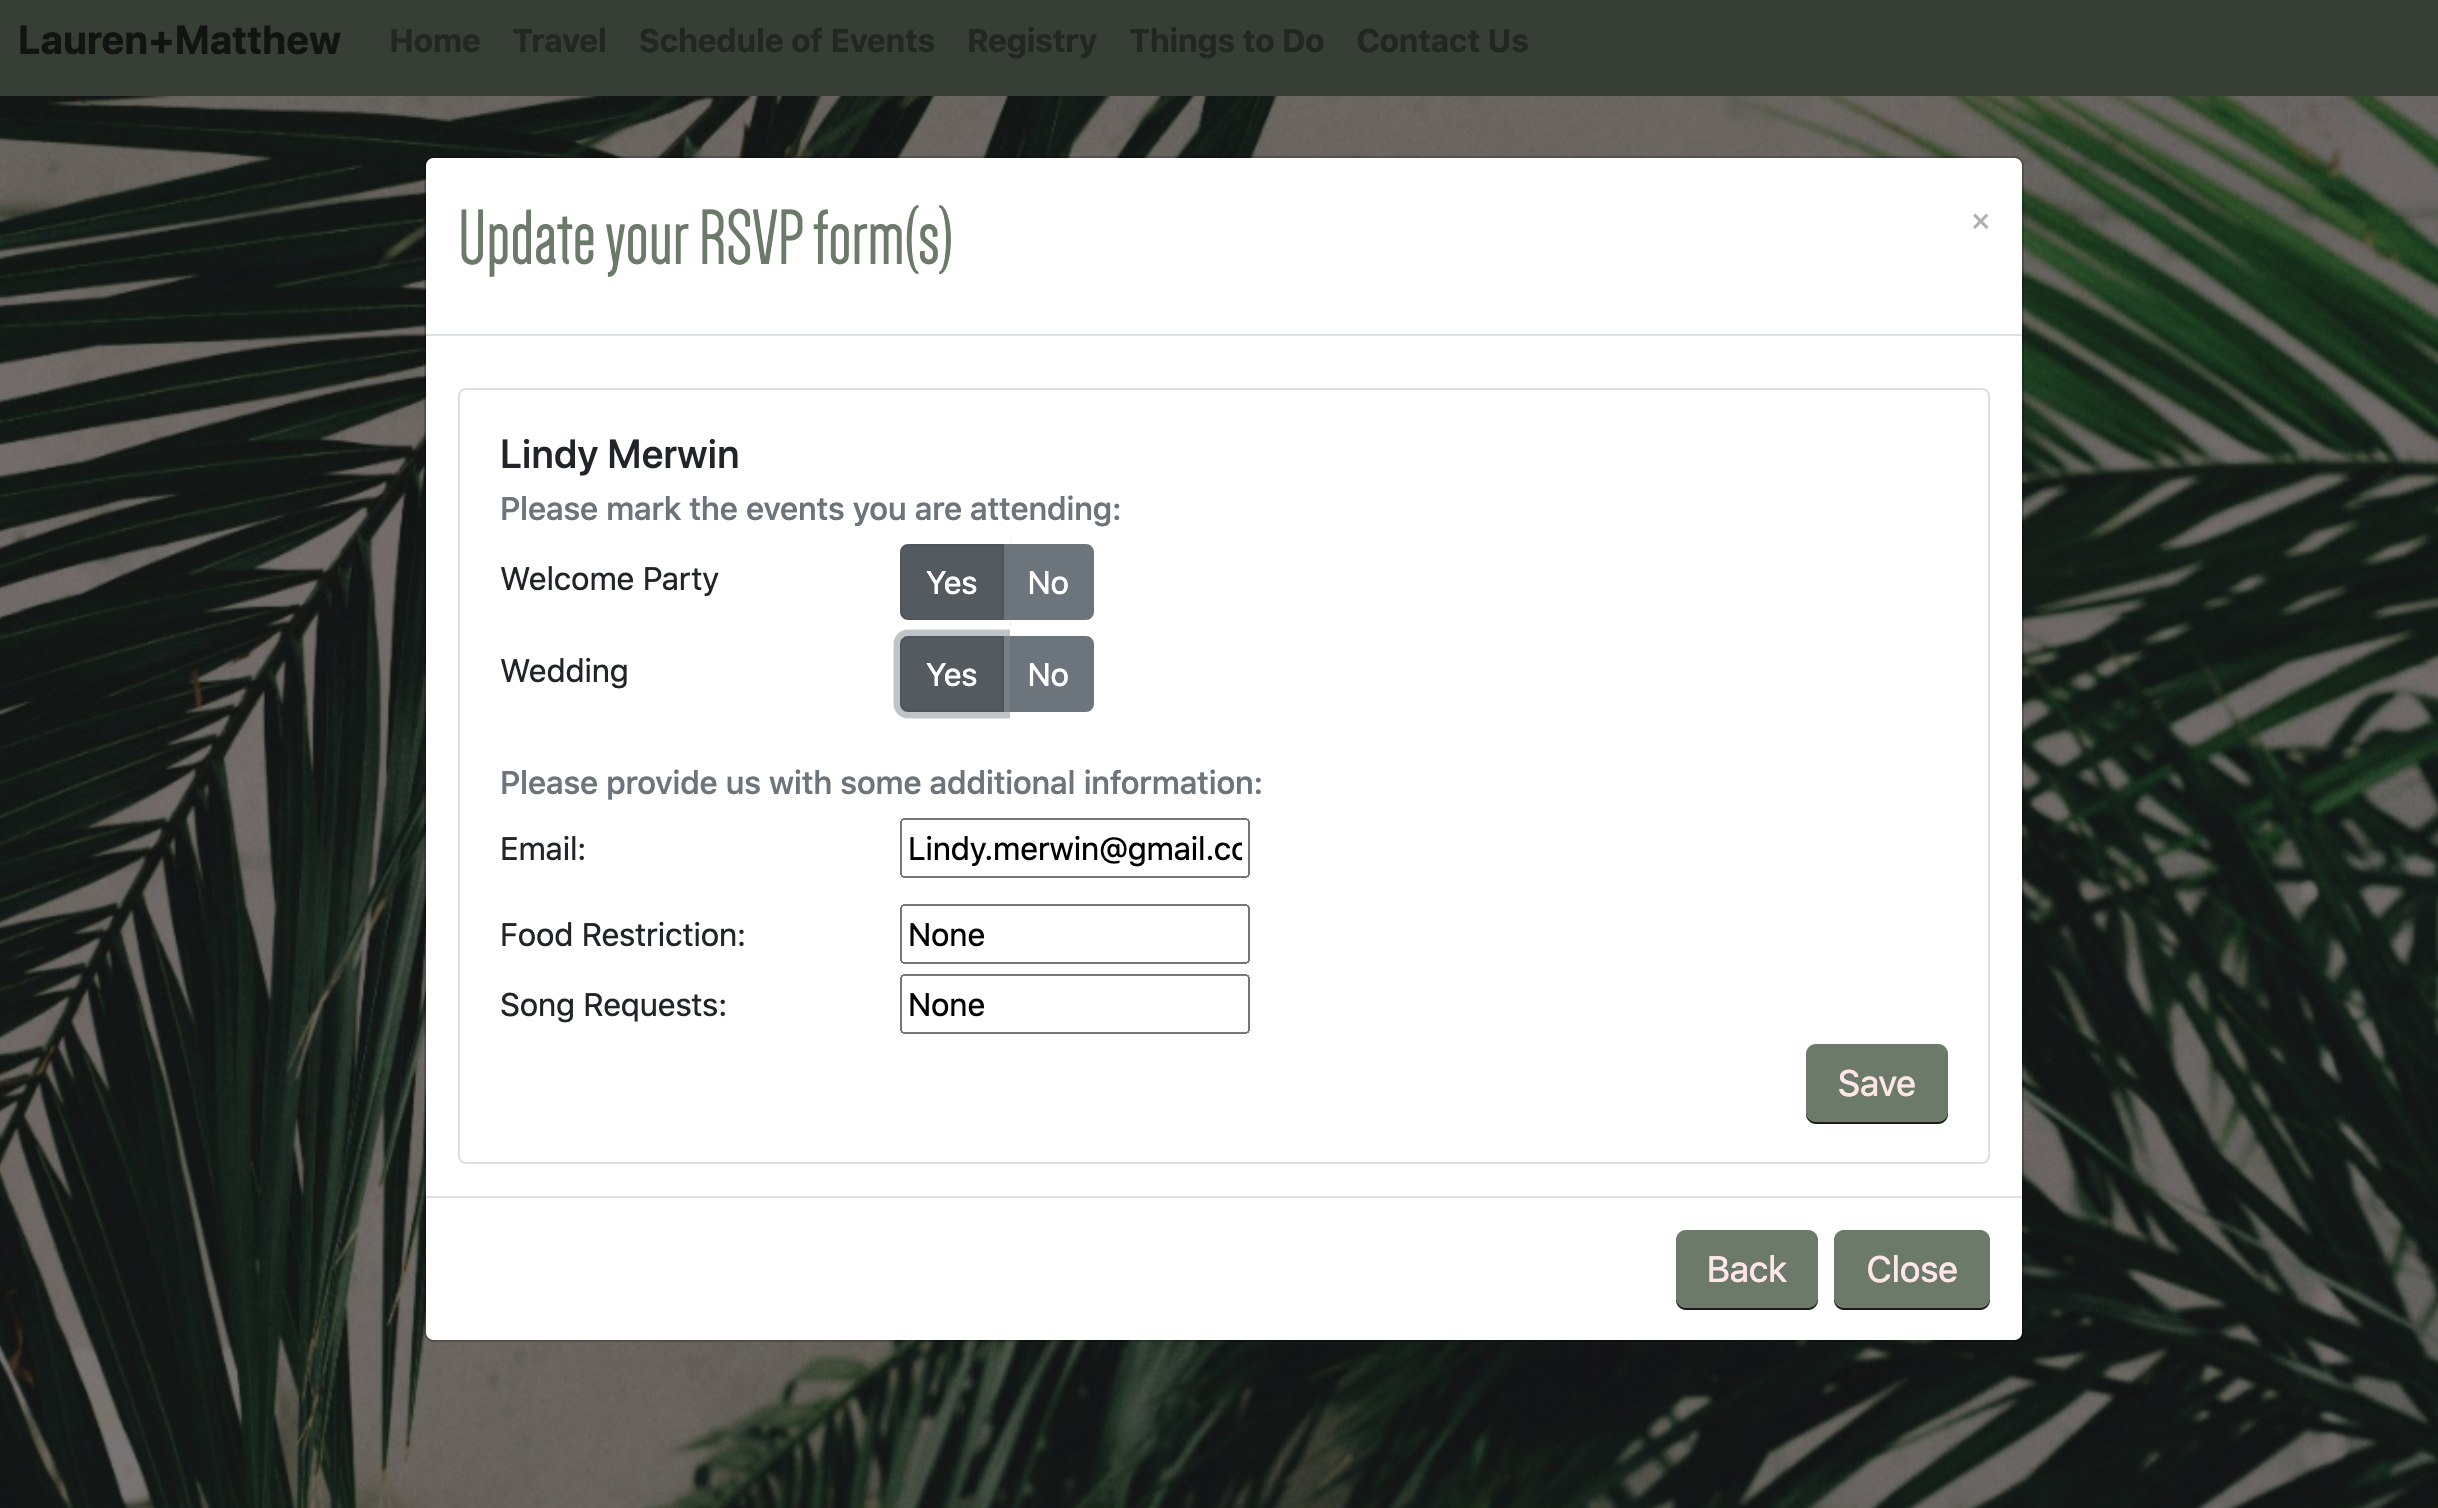 Lauren+Matthew Home Travel Schedule of Events Registry Things to Do Contact Us
Update your RSVP form(s)
×
Lindy Merwin
Please mark the events you are attending:
Welcome Party Yes No
Wedding Yes No
Please provide us with some additional information:
Email: Lindy.merwin@gmail.cc
Food Restriction: None
Song Requests: None
Save
Back Close